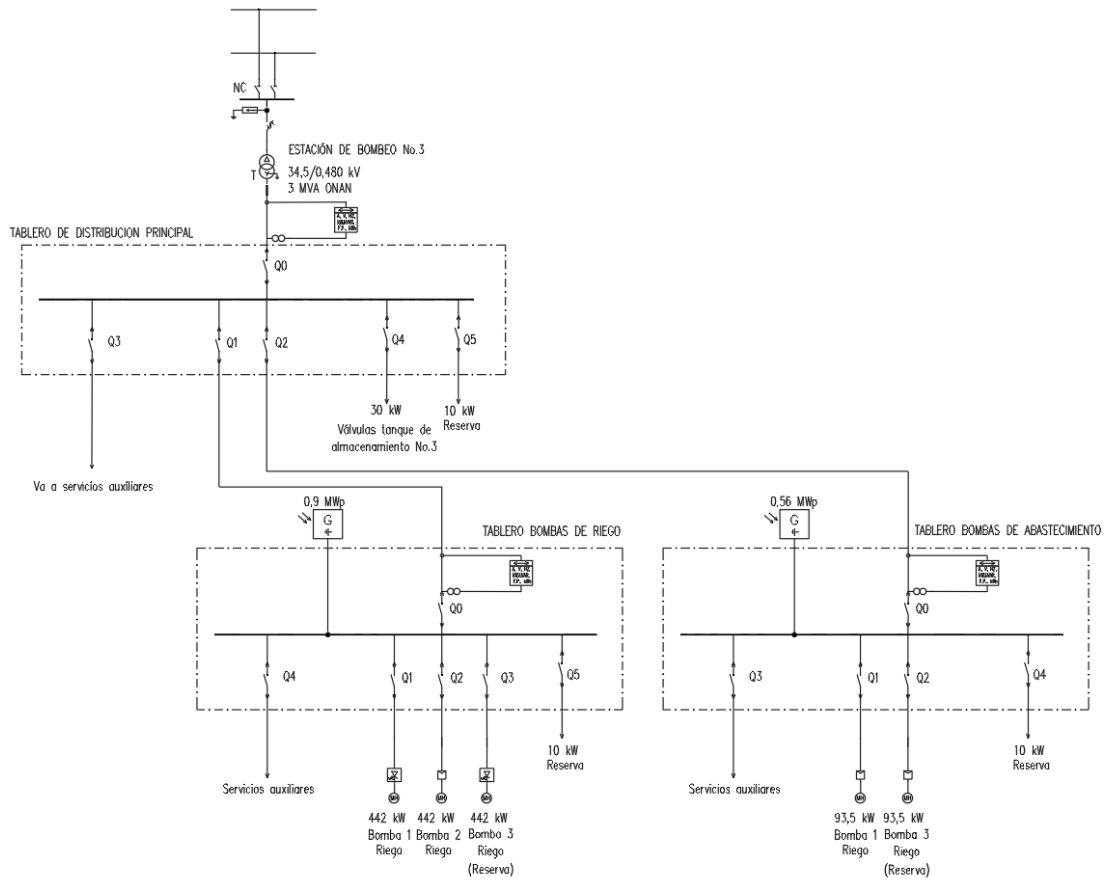 NC
ESTACIÓN DE BOMBEO No.3
34,5/0,480 kV
3 MVA ONAN
T
TABLERO DE DISTRIBUCION PRINCIPAL
Q0
Q3
Q1
Q2
Q4
Q5
30 kW
Válvulas tanque de
almacenamiento No.3
10 kW
Reserva
Va a servicios auxiliares
0,9 MWp
G
TABLERO BOMBAS DE RIEGO
Q0
Q4
Q1
Q2
Q3
Q5
10 kW
Reserva
Servicios auxiliares
442 kW
Bomba 1
Riego
442 kW
Bomba 2
Riego
442 kW
Bomba 3
Riego
(Reserva)
0,56 MWp
G
TABLERO BOMBAS DE ABASTECIMIENTO
Q0
Q3
Q1
Q2
Q4
10 kW
Reserva
Servicios auxiliares
93,5 kW
Bomba 1
Riego
93,5 kW
Bomba 3
Riego
(Reserva)